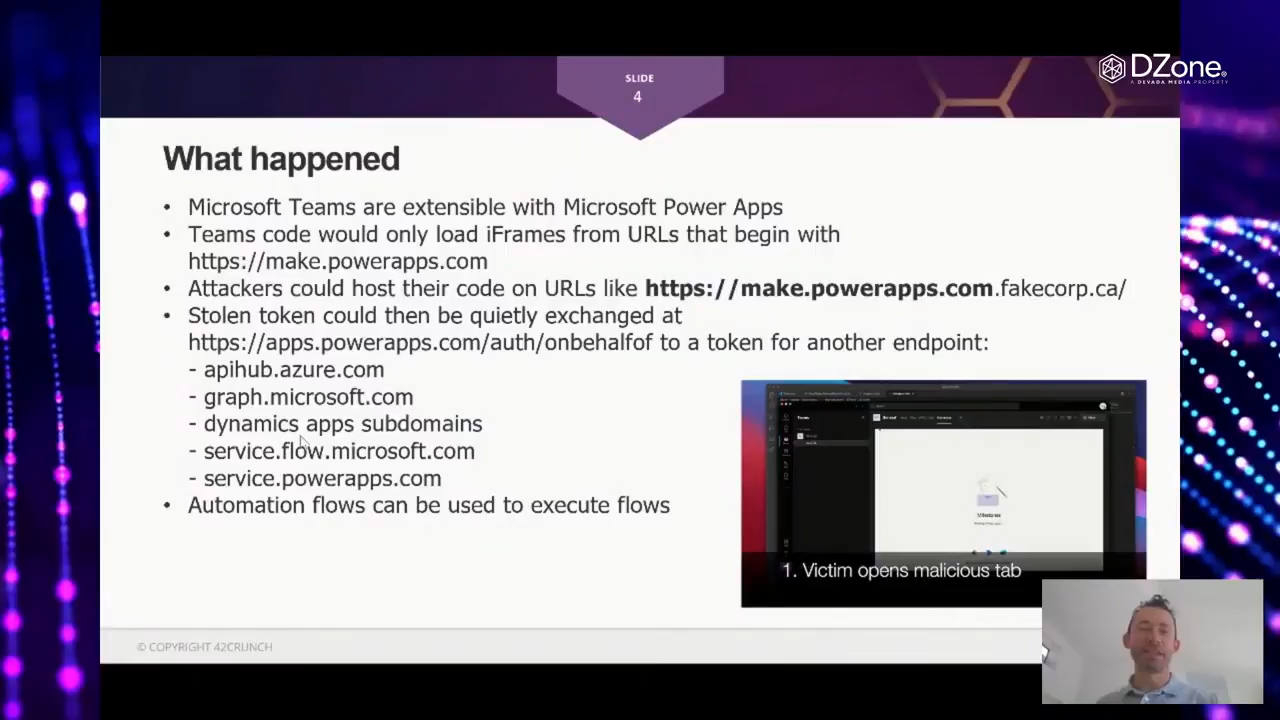 SLIDE
4
DZone.
A DEVADA MEDIA PROPERTY
What happened
• Microsoft Teams are extensible with Microsoft Power Apps
• Teams code would only load iFrames from URLs that begin with
https://make.powerapps.com
• Attackers could host their code on URLs like https://make.powerapps.com.fakecorp.ca/
• Stolen token could then be quietly exchanged at
https://apps.powerapps.com/auth/onbehalfof to a token for another endpoint:
- apihub.azure.com
- graph.microsoft.com
- dynamics apps subdomains
- service.flow.microsoft.com
- service.powerapps.com
• Automation flows can be used to execute flows
Teams
Milestones
1. Victim opens malicious tab
© COPYRIGHT 42CRUNCH